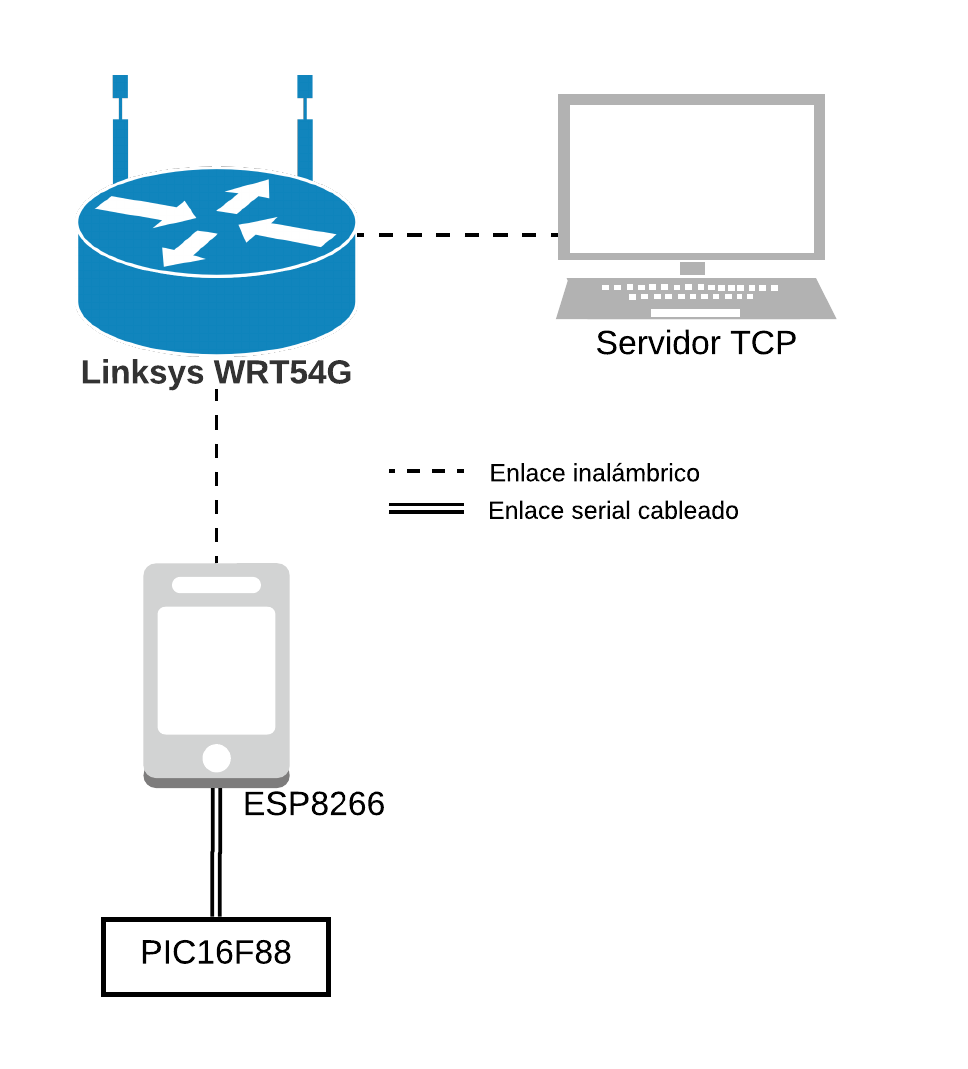 Servidor TCP
Linksys WRT54G
Enlace inalámbrico
Enlace serial cableado
ESP8266
PIC16F88